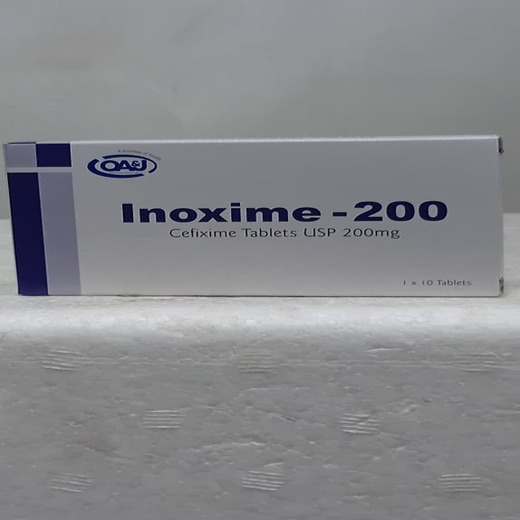 OA&J
Inoxime - 200
Cefixime Tablets USP 200mg
1 x 10 Tablets